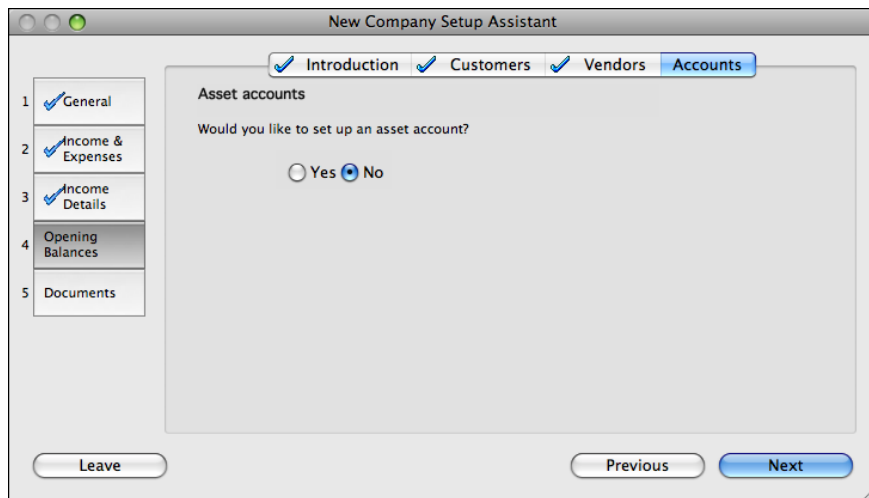 New Company Setup Assistant
Introduction Customers Vendors Accounts
1 General
2 Income &
Expenses
3 Income
Details
4 Opening
Balances
5 Documents
Asset accounts
Would you like to set up an asset account?
Yes No
Leave Previous Next